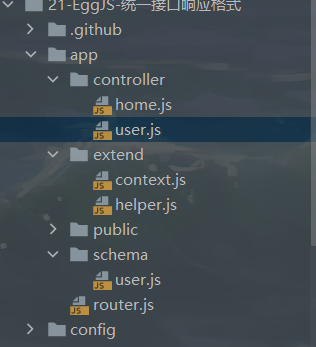 21-EggJS-统一接口响应格式
.github
app
controller
JS home.js
JS user.js
extend
JS context.js
JS helper.js
public
schema
JS user.js
JS router.js
config